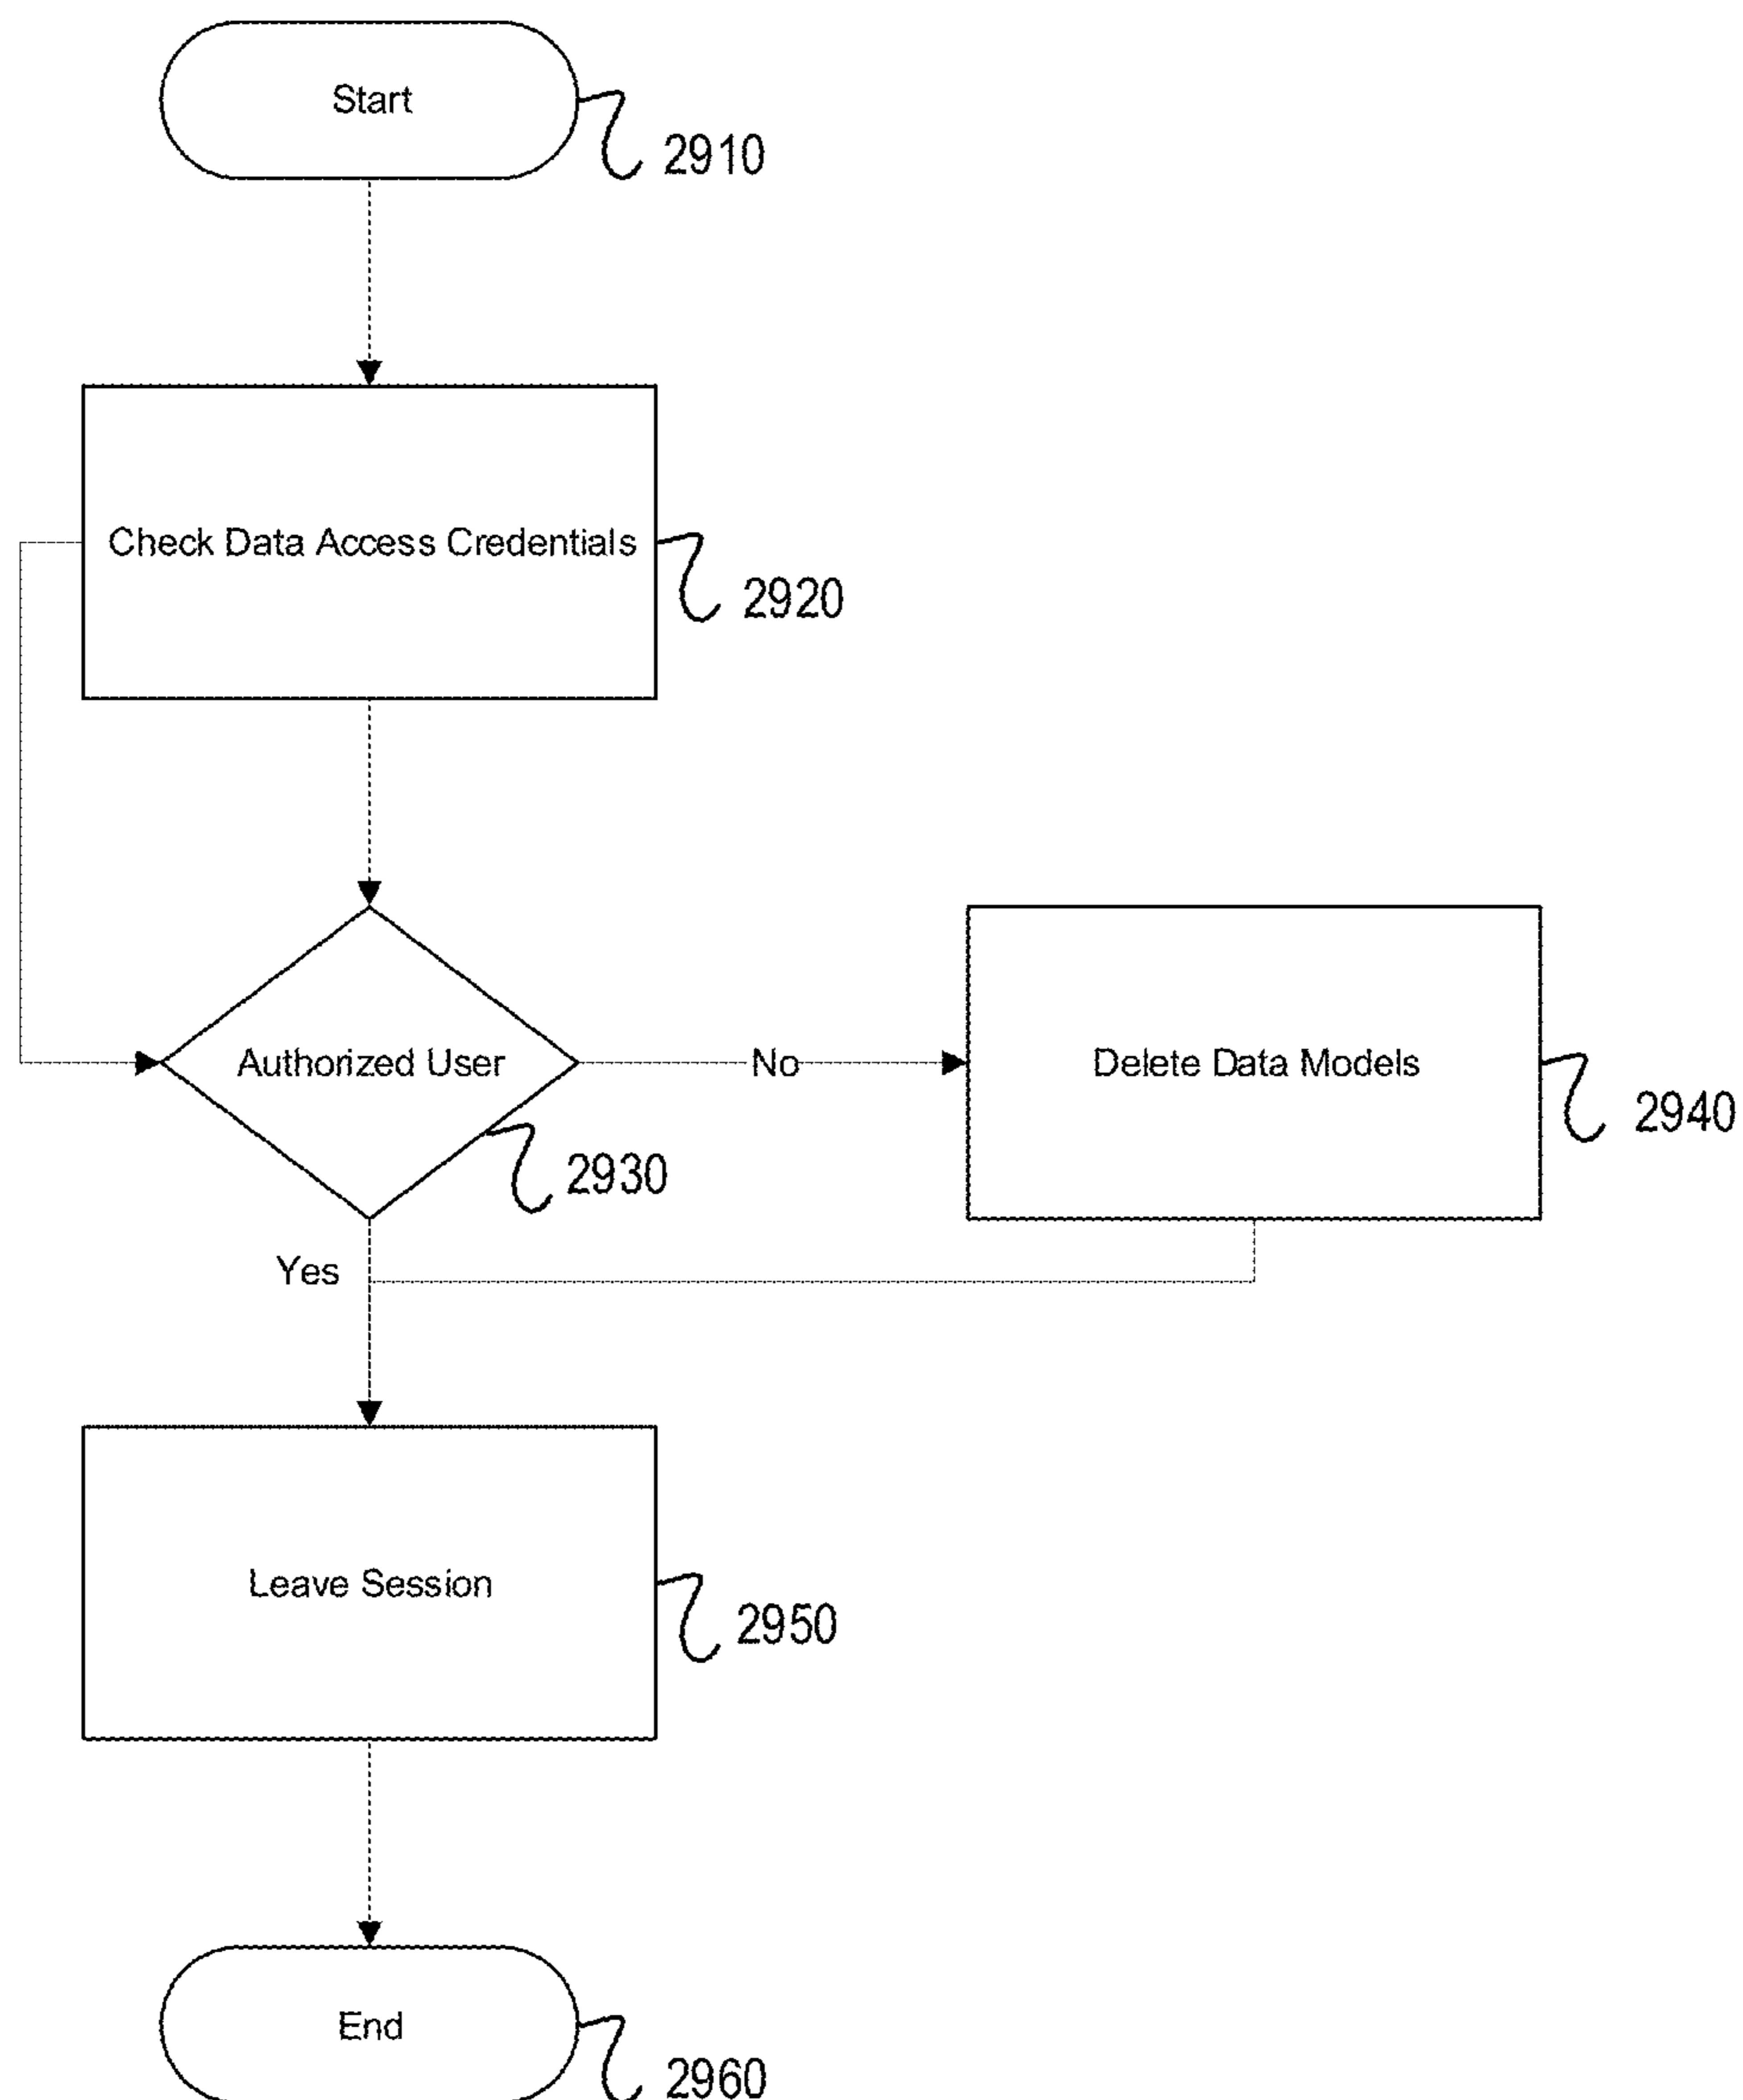 Start
2910
Check Data Access Credentials
2920
Authorized User
No
Delete Data Models
2940
2930
Yes
Leave Session
2950
End
2960